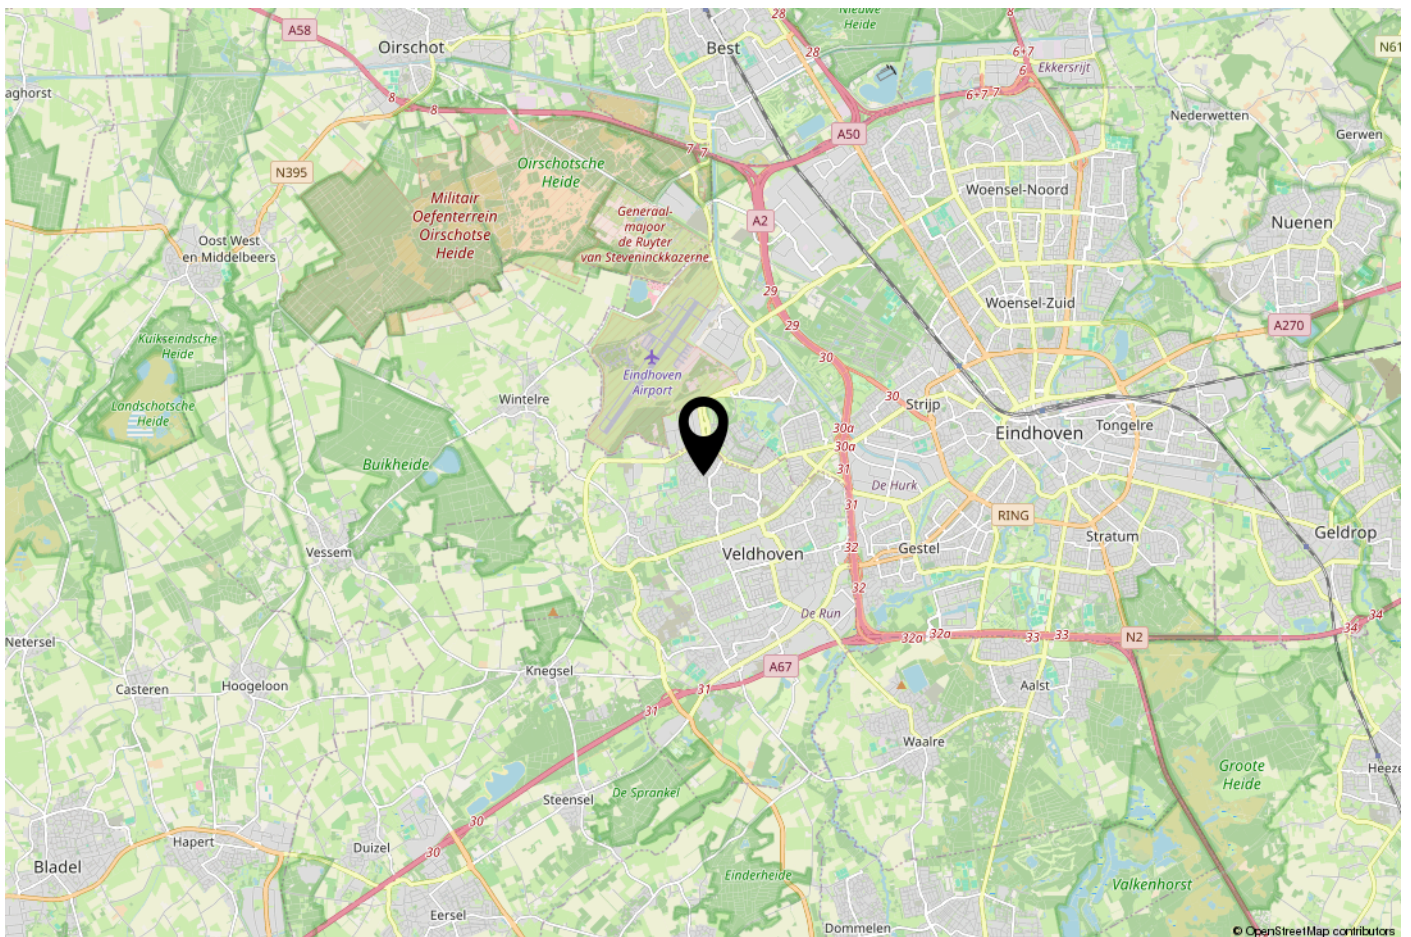 A58
Oirschot
Best
28
Nieuwe
Heide
8
N61
28
6+7
6
Ekkersrijt
aghorst
8
8
6+7
7
Nederwetten
Gerwen
A50
7
7
Oirschotsche
Heide
N395
Woensel-Noord
Militair
Oefenterrein
Oirschotse
Heide
Generaal-
majoor
de Ruyter
van Steveninckkazerne
A2
Nuenen
Oost West
en Middelbeers
29
Woensel-Zuid
29
A270
Kuikseindsche
Heide
30
Eindhoven
Airport
Landschotsche
Heide
Wintelre
30
Strijp
30a
Eindhoven
Tongelre
30a
Buikheide
31
De Hurk
31
RING
Geldrop
Vessem
Veldhoven
32
Gestel
Stratum
32
De Run
34
Netersel
32a
32a
33
33
N2
34
Knegsel
A67
Casteren
Hoogeloon
31
Aalst
31
Waalre
Groote
Heide
Heeze
Steensel
De Sprankel
30
Hapert
Duizel
30
Bladel
Einderheide
Valkenhorst
Eersel
Dommelen
© OpenStreetMap contributors